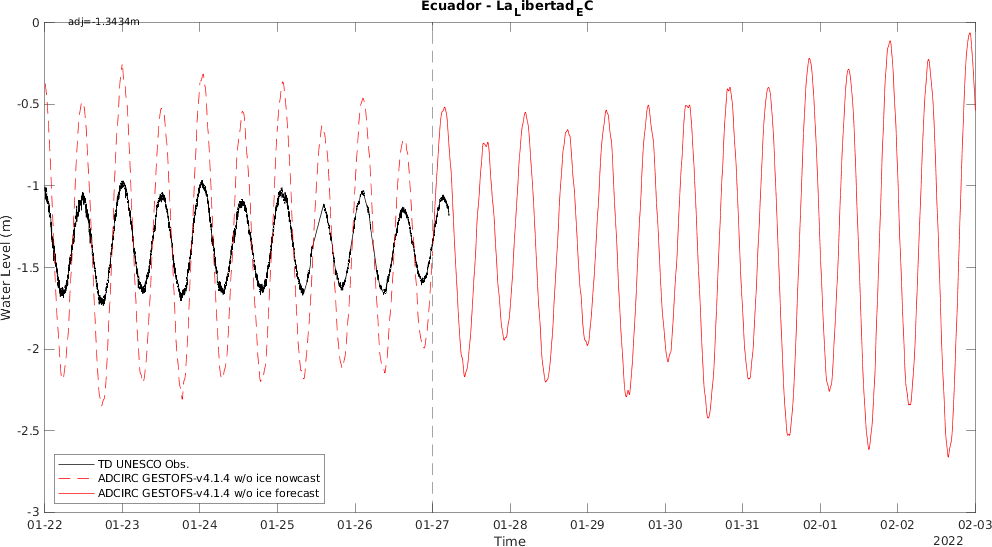 Ecuador - LaLibertadEC
adj=-1.3434m
0
-0.5
-1
-1.5
-2
-2.5
-3
Water Level (m)
TD UNESCO Obs.
ADCIRC GESTOFS-v4.1.4 w/o ice nowcast
ADCIRC GESTOFS-v4.1.4 w/o ice forecast
01-22 01-23 01-24 01-25 01-26 01-27 01-28 01-29 01-30 01-31 02-01 02-02 02-03
Time
2022